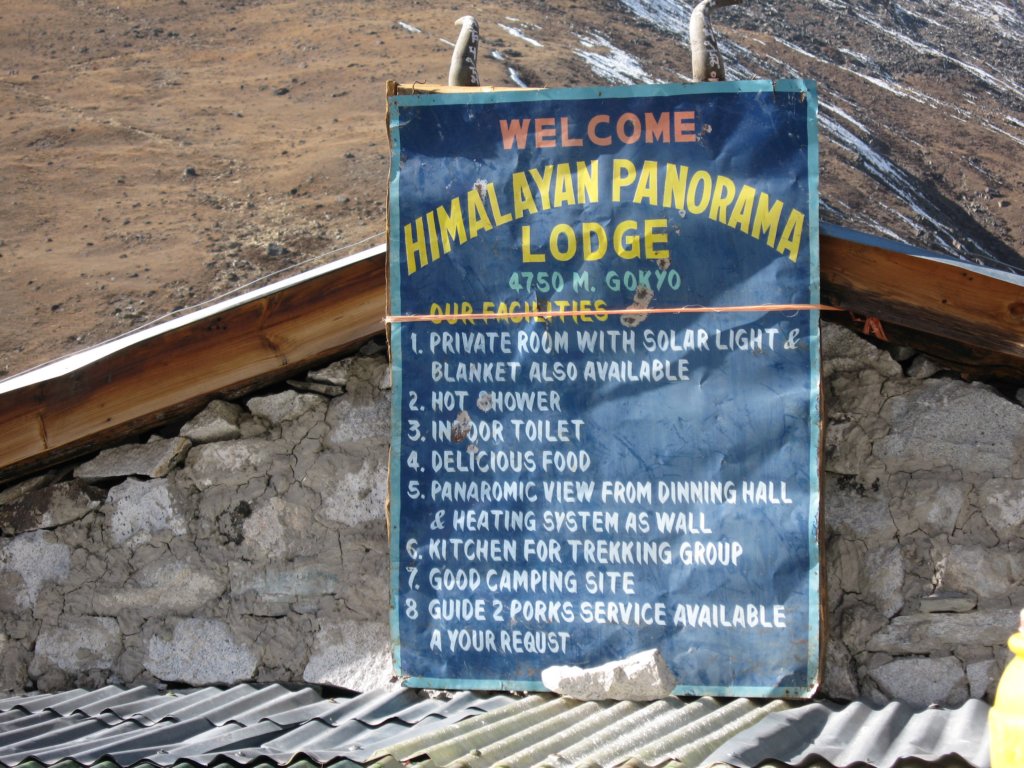 WELCOME
HIMALAYAN PANORAMA
LODGE
4750 M. GOKYO
OUR FACILITIES
1. PRIVATE ROOM WITH SOLAR LIGHT &
BLANKET ALSO AVAILABLE
2. HOT SHOWER
3. INDOOR TOILET
4. DELICIOUS FOOD
5. PANAROMIC VIEW FROM DINNING HALL
& HEATING SYSTEM AS WALL
6. KITCHEN FOR TREKKING GROUP
7. GOOD CAMPING SITE
8 GUIDE 2 PORKS SERVICE AVAILABLE
A YOUR REQUST